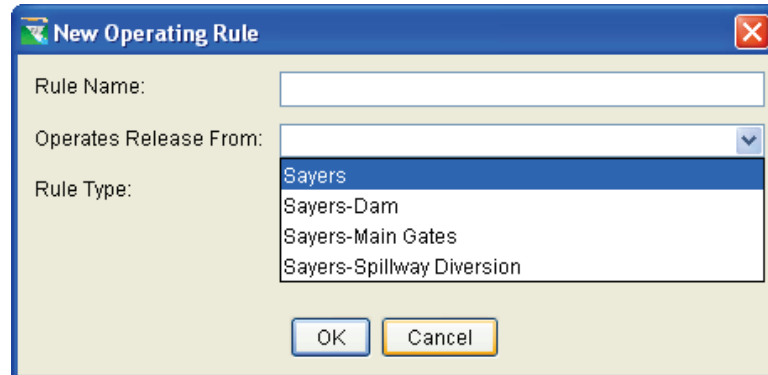 New Operating Rule
Rule Name:
Operates Release From:
Sayers
Rule Type:
Sayers-Dam
Sayers-Main Gates
Sayers-Spillway Diversion
OK
Cancel